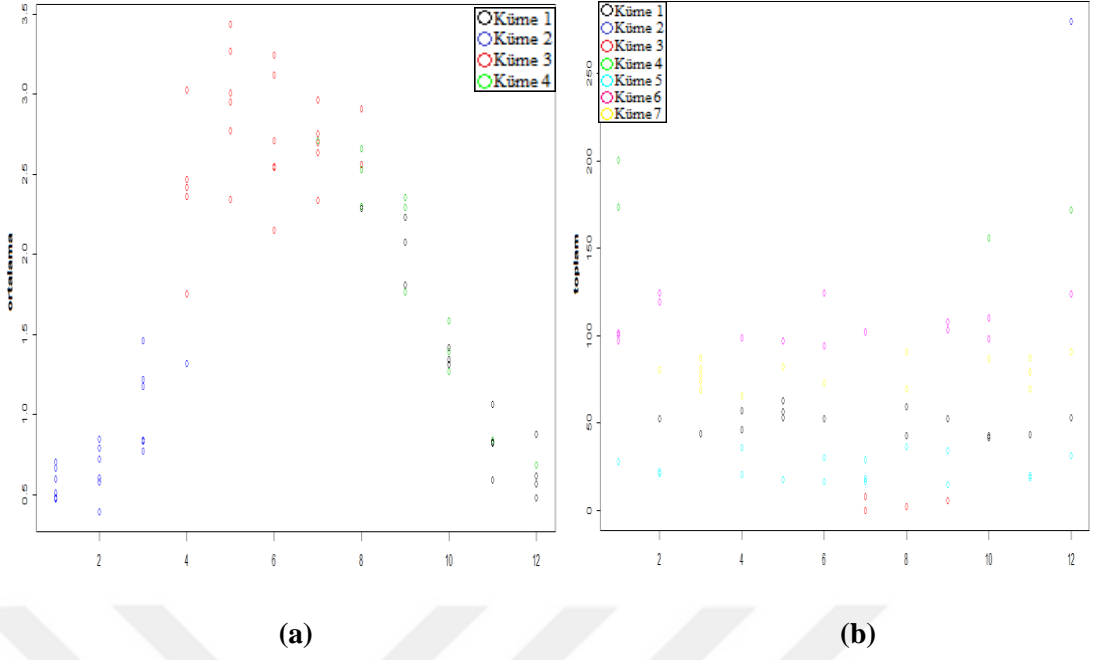 Küme 1
Küme 2
Küme 3
Küme 4
ortalama
3.5
3.0
2.5
2.0
1.5
1.0
0.5
2 4 6 8 10 12
(a)
Küme 1
Küme 2
Küme 3
Küme 4
Küme 5
Küme 6
Küme 7
toplam
250
200
150
100
50
0
2 4 6 8 10 12
(b)